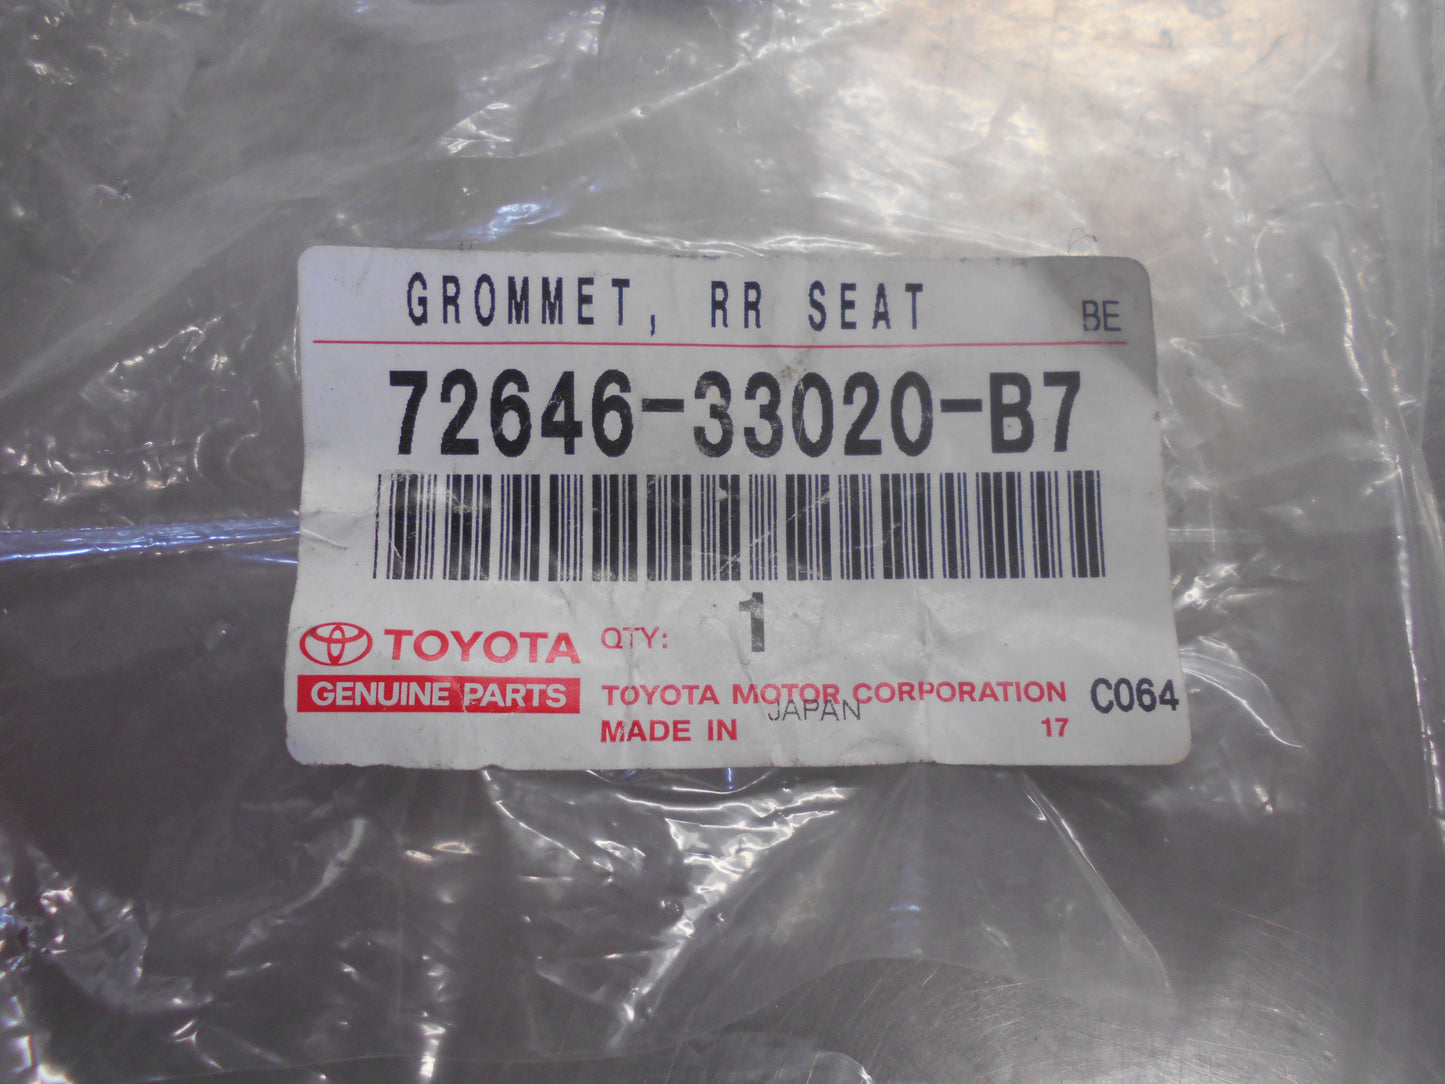 GROMMET, RR SEAT BE
72646-33020-B7
1
TOYOTA QTY:
GENUINE PARTS TOYOTA MOTOR CORPORATION C064
MADE IN JAPAN 17